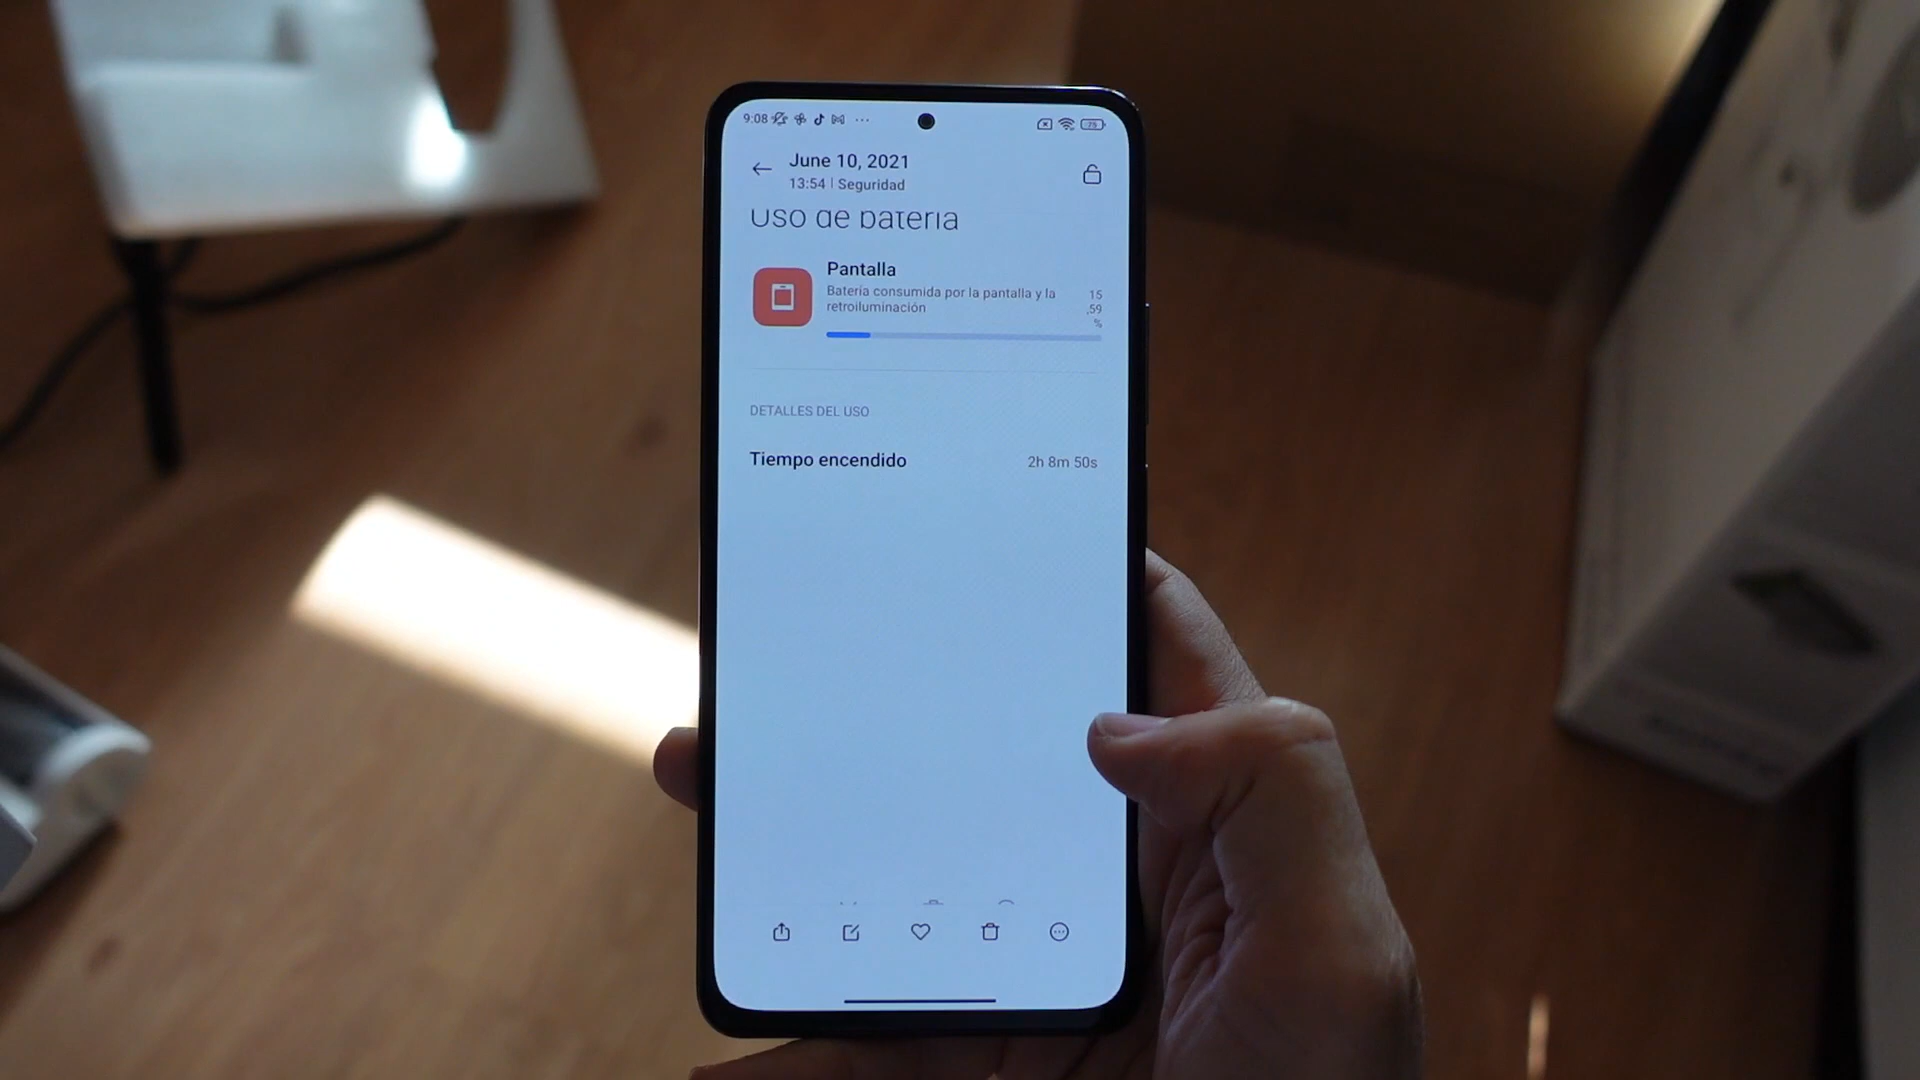 9:08
75
June 10, 2021
13:54 | Seguridad
Uso de batería
Pantalla
Batería consumida por la pantalla y la
retroiluminación
15
,59
%
DETALLES DEL USO
Tiempo encendido 2h 8m 50s